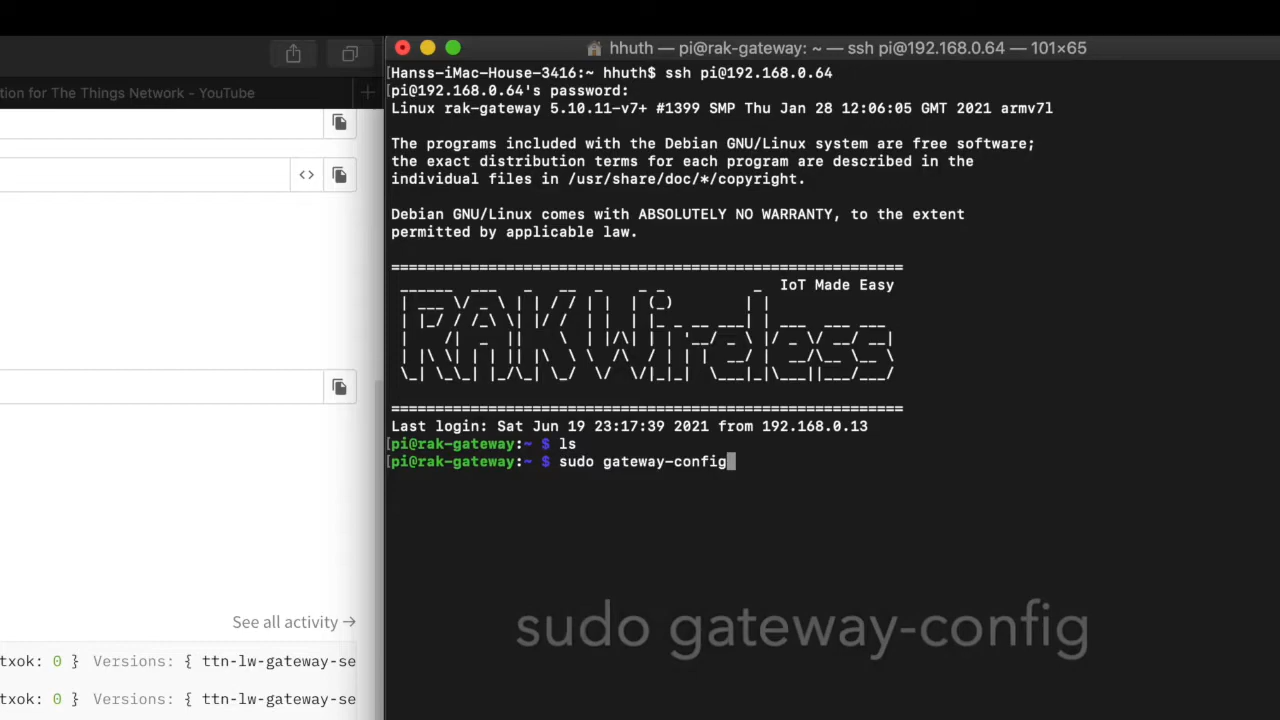 hhuth — pi@rak-gateway: ~ — ssh pi@192.168.0.64 — 101×65
tion for The Things Network - YouTube
<>
See all activity →
txok: 0 } Versions: { ttn-lw-gateway-se
txok: 0 } Versions: { ttn-lw-gateway-se
[Hanss-iMac-House-3416:~ hhuth$ ssh pi@192.168.0.64
[pi@192.168.0.64's password:
Linux rak-gateway 5.10.11-v7+ #1399 SMP Thu Jan 28 12:06:05 GMT 2021 armv7l
The programs included with the Debian GNU/Linux system are free software;
the exact distribution terms for each program are described in the
individual files in /usr/share/doc/*/copyright.
Debian GNU/Linux comes with ABSOLUTELY NO WARRANTY, to the extent
permitted by applicable law.
IoT Made Easy
RAKWireless
Last login: Sat Jun 19 23:17:39 2021 from 192.168.0.13
[pi@rak-gateway:~ $ ls
[pi@rak-gateway:~ $ sudo gateway-config
sudo gateway-config